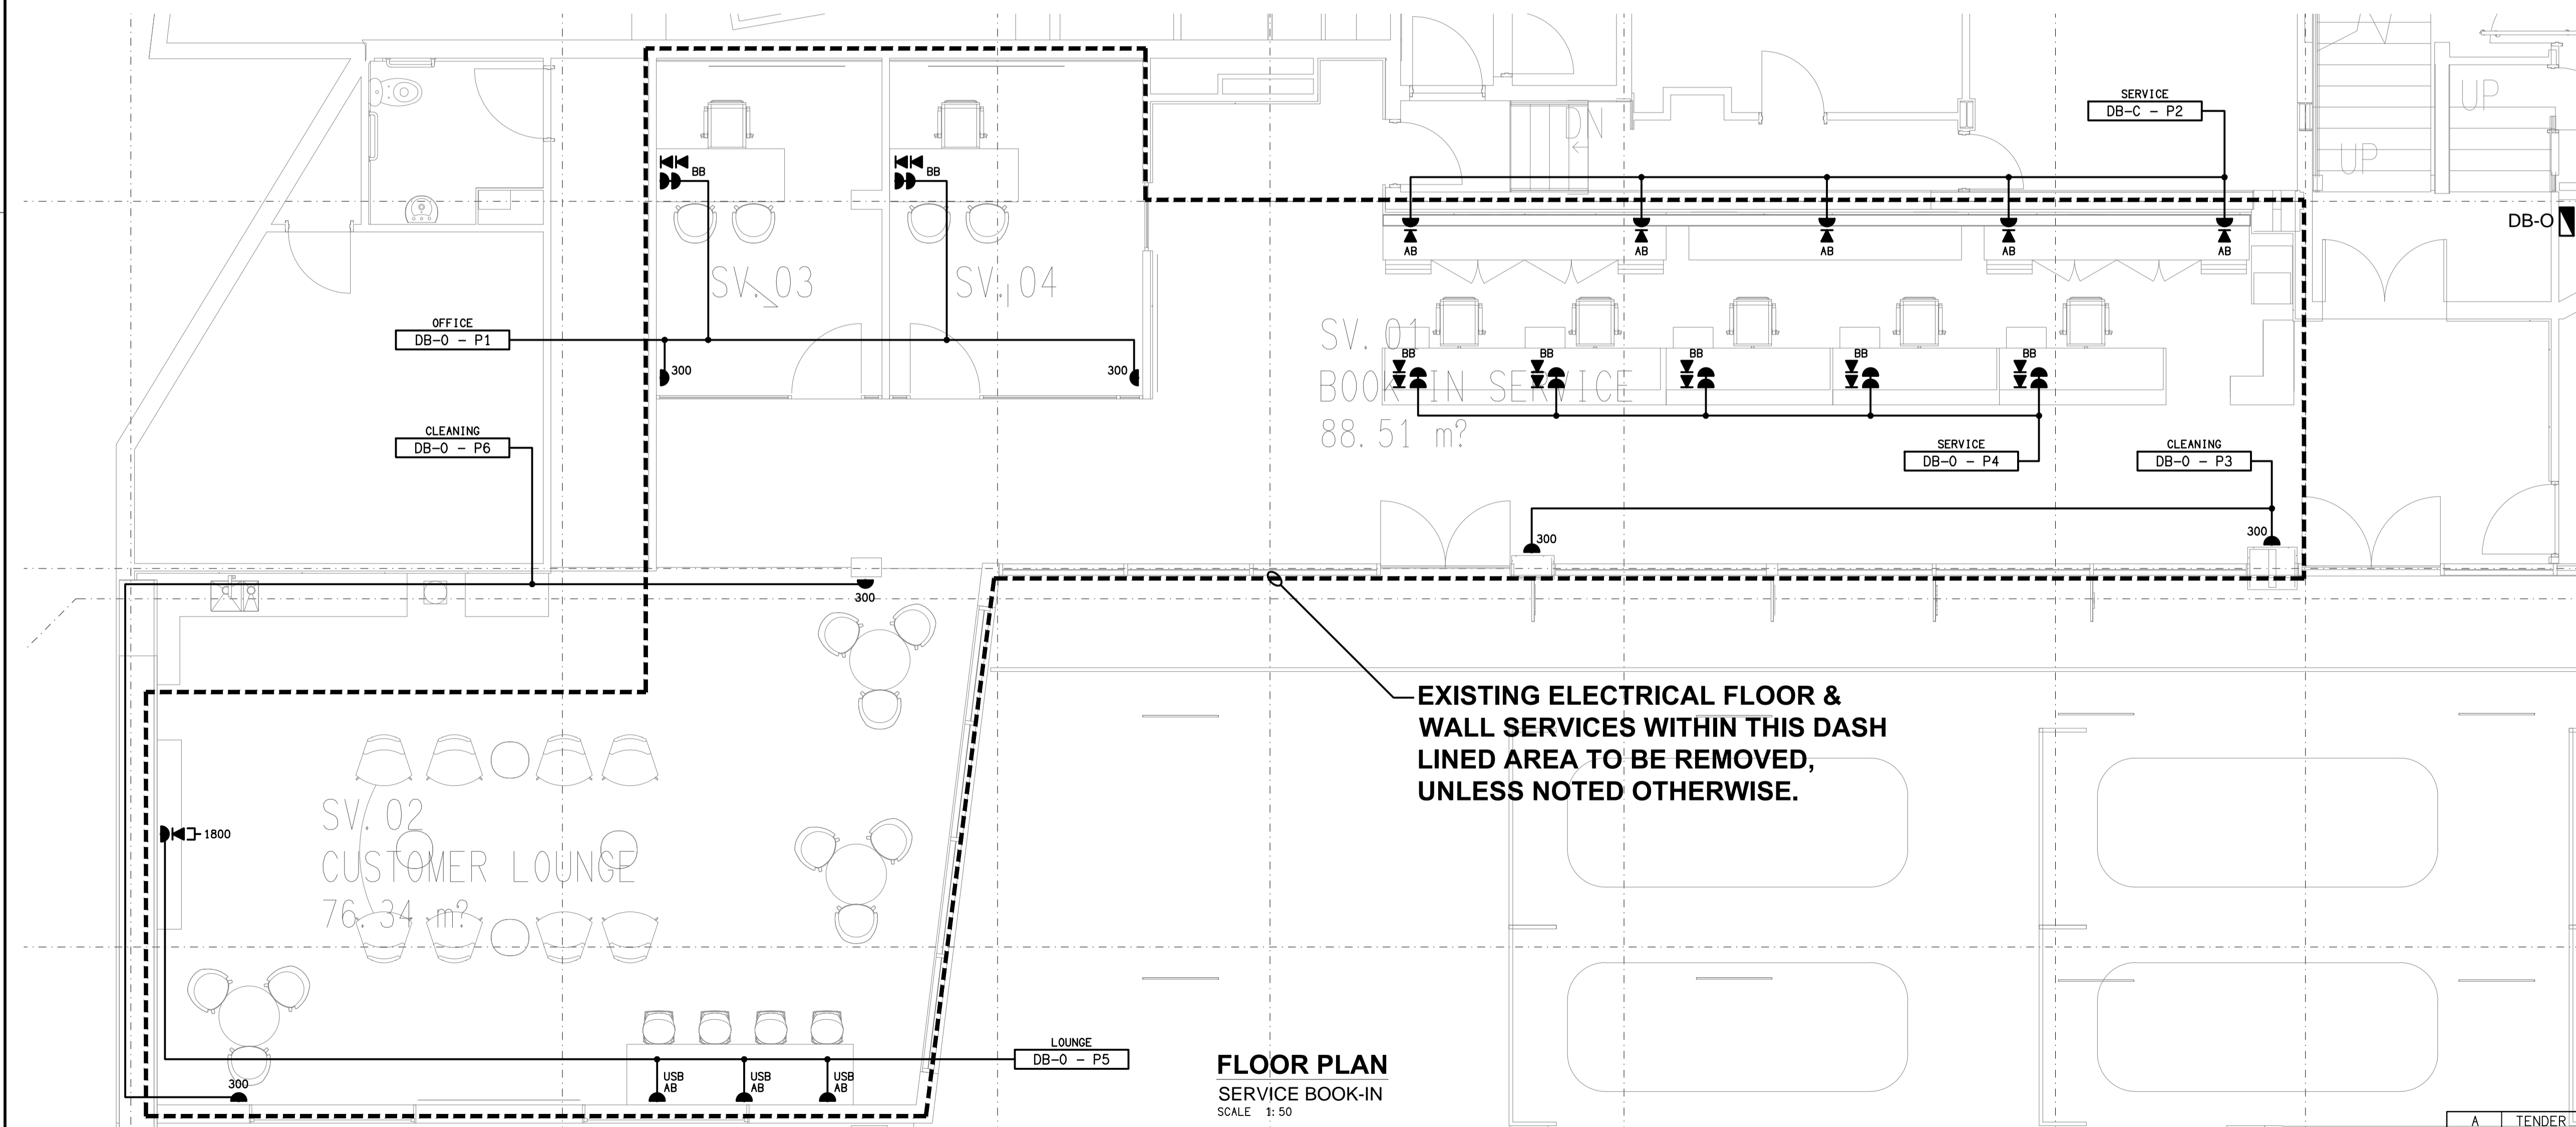 DN
UP
UP
SERVICE
DB-C - P2
DB-O
BB
BB
AB
AB
AB
AB
AB
SV. 03
SV. 04
OFFICE
DB-O - P1
300
300
SV. 01
BOOK IN SERVICE
88.51 m?
BB
BB
BB
BB
BB
CLEANING
DB-O - P6
SERVICE
DB-O - P4
CLEANING
DB-O - P3
300
300
300
EXISTING ELECTRICAL FLOOR &
WALL SERVICES WITHIN THIS DASH
LINED AREA TO BE REMOVED,
UNLESS NOTED OTHERWISE.
1800
SV. 02
CUSTOMER LOUNGE
76.34 m?
LOUNGE
DB-O - P5
300
USB
AB
USB
AB
USB
AB
FLOOR PLAN
SERVICE BOOK-IN
SCALE 1:50
A TENDER